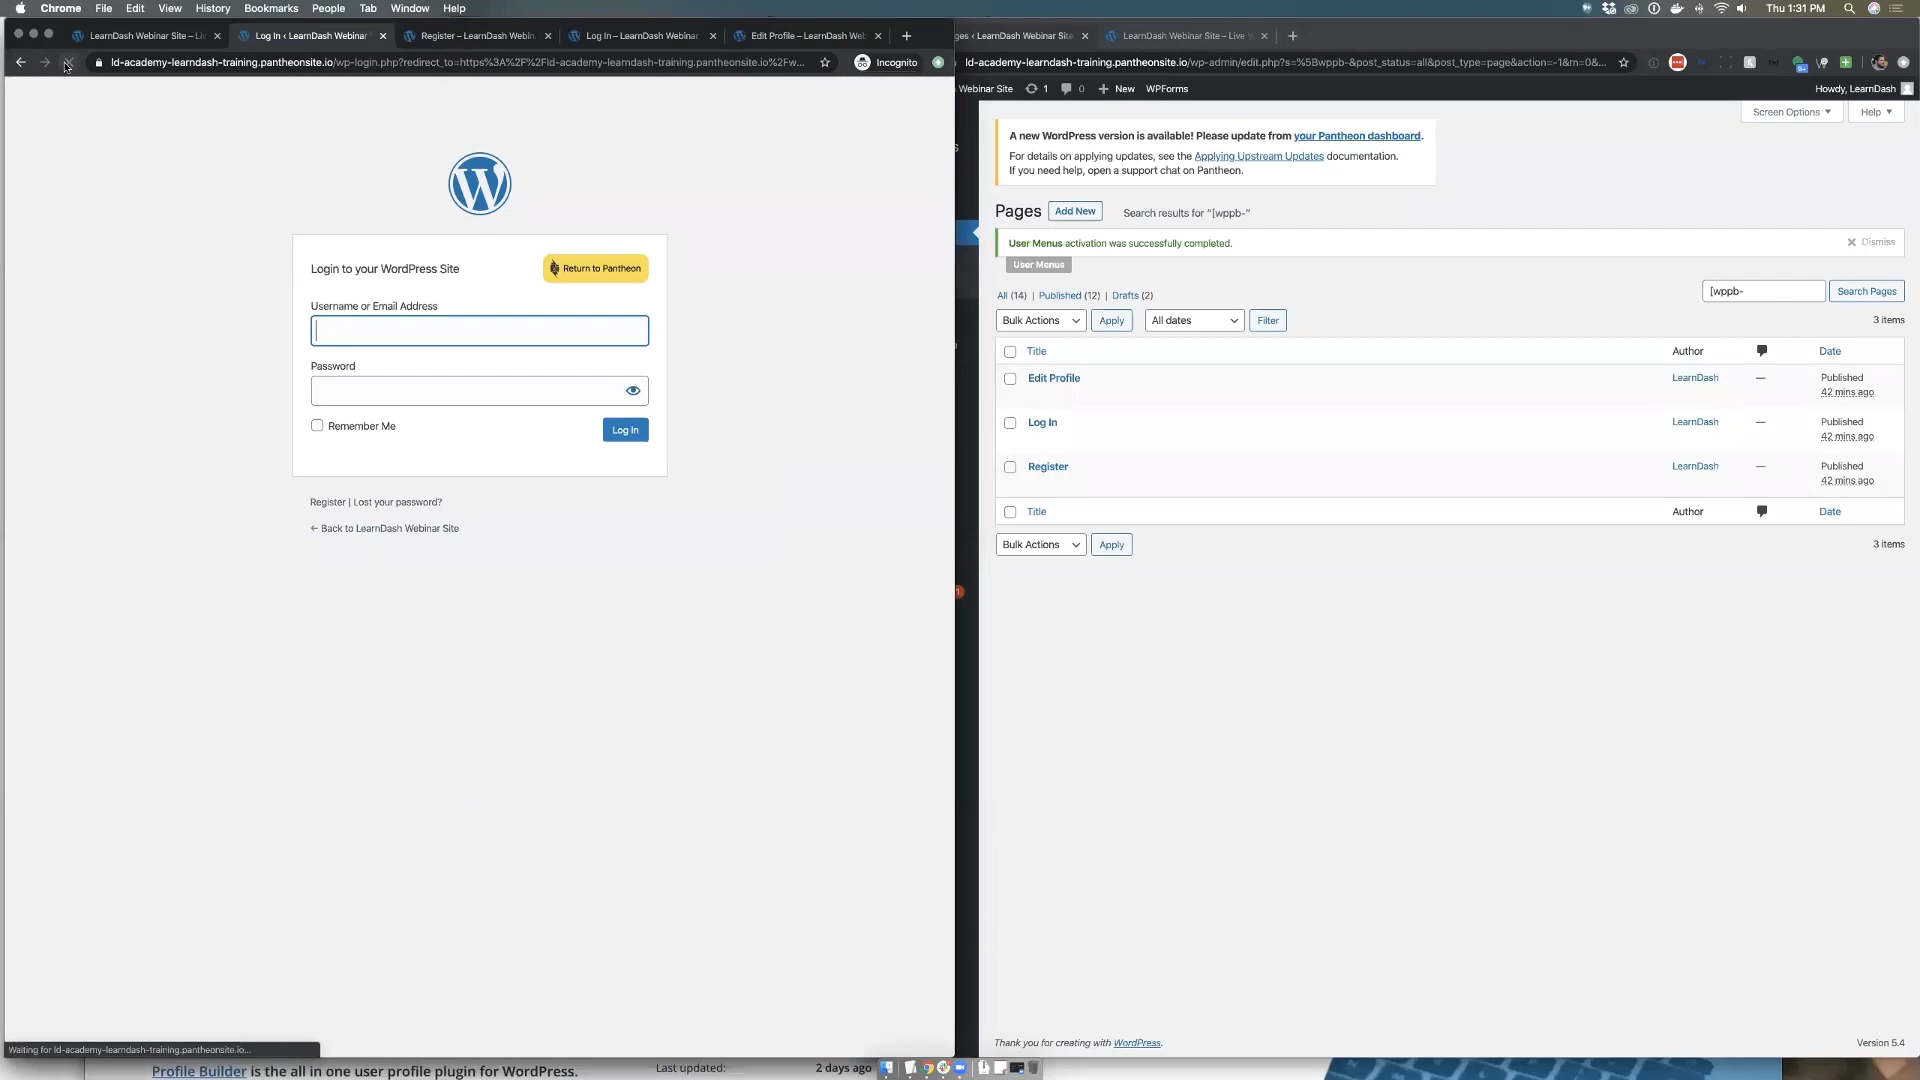 Chrome File Edit View History Bookmarks People Tab Window Help
Thu 1:31 PM
LearnDash Webinar Site – Li
Log In ‹ LearnDash Webinar
Register – LearnDash Webin
Log In – LearnDash Webinar
Edit Profile – LearnDash Web
ld-academy-learndash-training.pantheonsite.io/wp-login.php?redirect_to=https%3A%2F%2Fld-academy-learndash-training.pantheonsite.io%2Fw...
Incognito
Login to your WordPress Site
Return to Pantheon
Username or Email Address
Password
Remember Me
Log In
Register | Lost your password?
← Back to LearnDash Webinar Site
Waiting for ld-academy-learndash-training.pantheonsite.io...
ges ‹ LearnDash Webinar Site
LearnDash Webinar Site – Live
ld-academy-learndash-training.pantheonsite.io/wp-admin/edit.php?s=%5Bwppb-&post_status=all&post_type=page&action=-1&m=0&...
Webinar Site 1 0 + New WPForms
Howdy, LearnDash
Screen Options
Help
A new WordPress version is available! Please update from your Pantheon dashboard.
For details on applying updates, see the Applying Upstream Updates documentation.
If you need help, open a support chat on Pantheon.
Pages Add New Search results for “[wppb-”
User Menus activation was successfully completed.
Dismiss
User Menus
All (14) | Published (12) | Drafts (2)
[wppb-
Search Pages
Bulk Actions Apply All dates Filter
3 items
Title Author Date
Edit Profile LearnDash — Published
42 mins ago
Log In LearnDash — Published
42 mins ago
Register LearnDash — Published
42 mins ago
Title Author Date
Bulk Actions Apply
3 items
1
Thank you for creating with WordPress.
Version 5.4
Profile Builder is the all in one user profile plugin for WordPress.
Last updated: 2 days ago